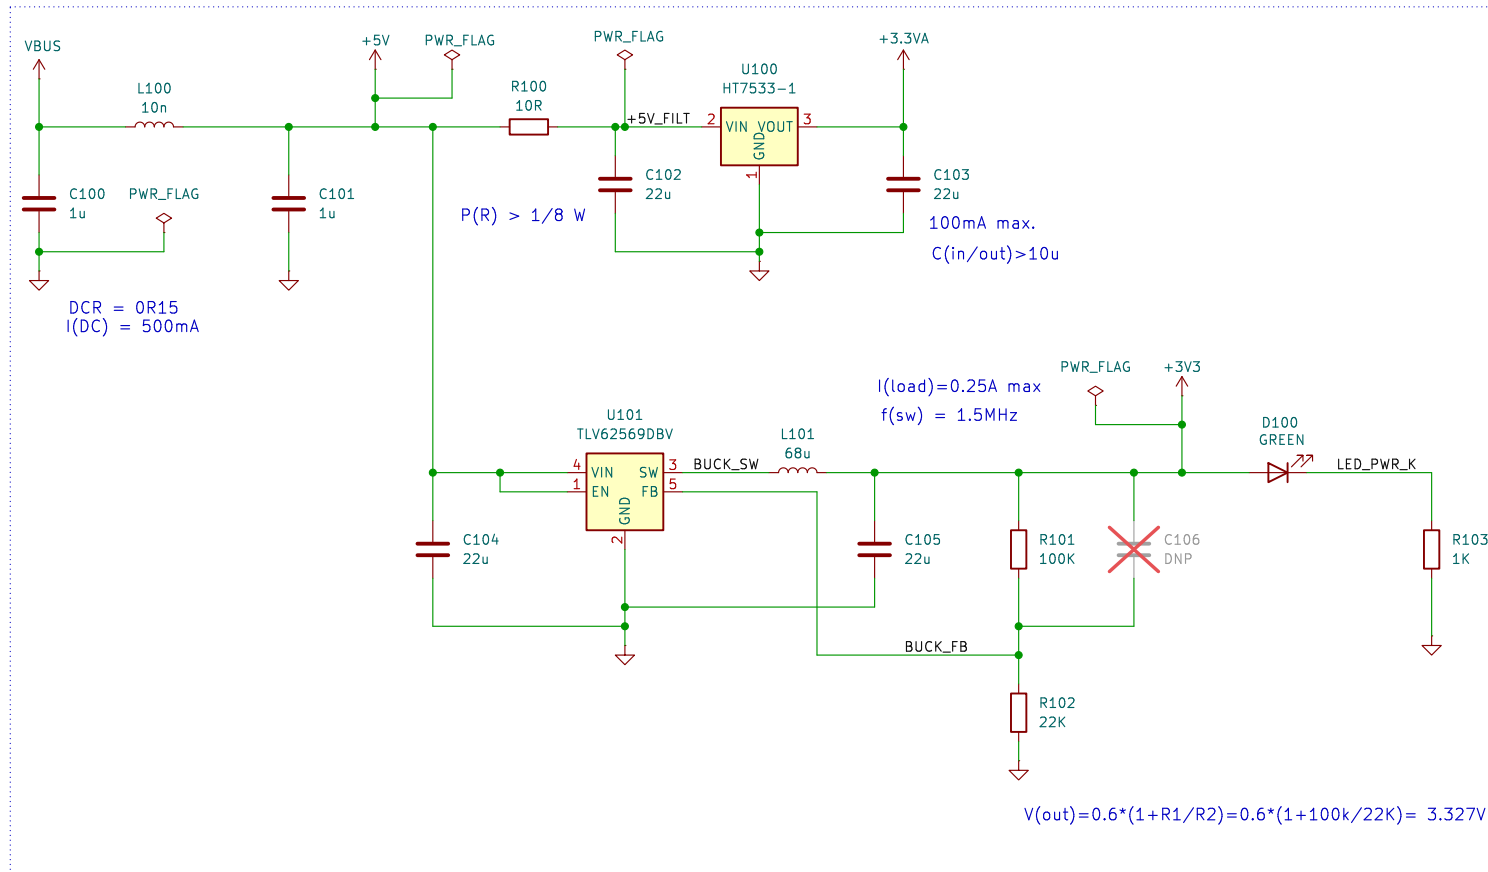 VBUS
+5V
PWR_FLAG
PWR_FLAG
+3.3VA
L100
10n
R100
10R
U100
HT7533-1
+5V_FILT
2
VIN
VOUT
3
GND
1
C100
1u
PWR_FLAG
C101
1u
C102
22u
C103
22u
P(R) > 1/8 W
100mA max.
C(in/out)>10u
DCR = 0R15
I(DC) = 500mA
PWR_FLAG
+3V3
I(load)=0.25A max
f(sw) = 1.5MHz
U101
TLV62569DBV
4
VIN
SW
3
1
EN
FB
5
GND
2
BUCK_SW
L101
68u
D100
GREEN
LED_PWR_K
C104
22u
C105
22u
R101
100K
C106
DNP
R103
1K
BUCK_FB
R102
22K
V(out)=0.6*(1+R1/R2)=0.6*(1+100k/22K)= 3.327V